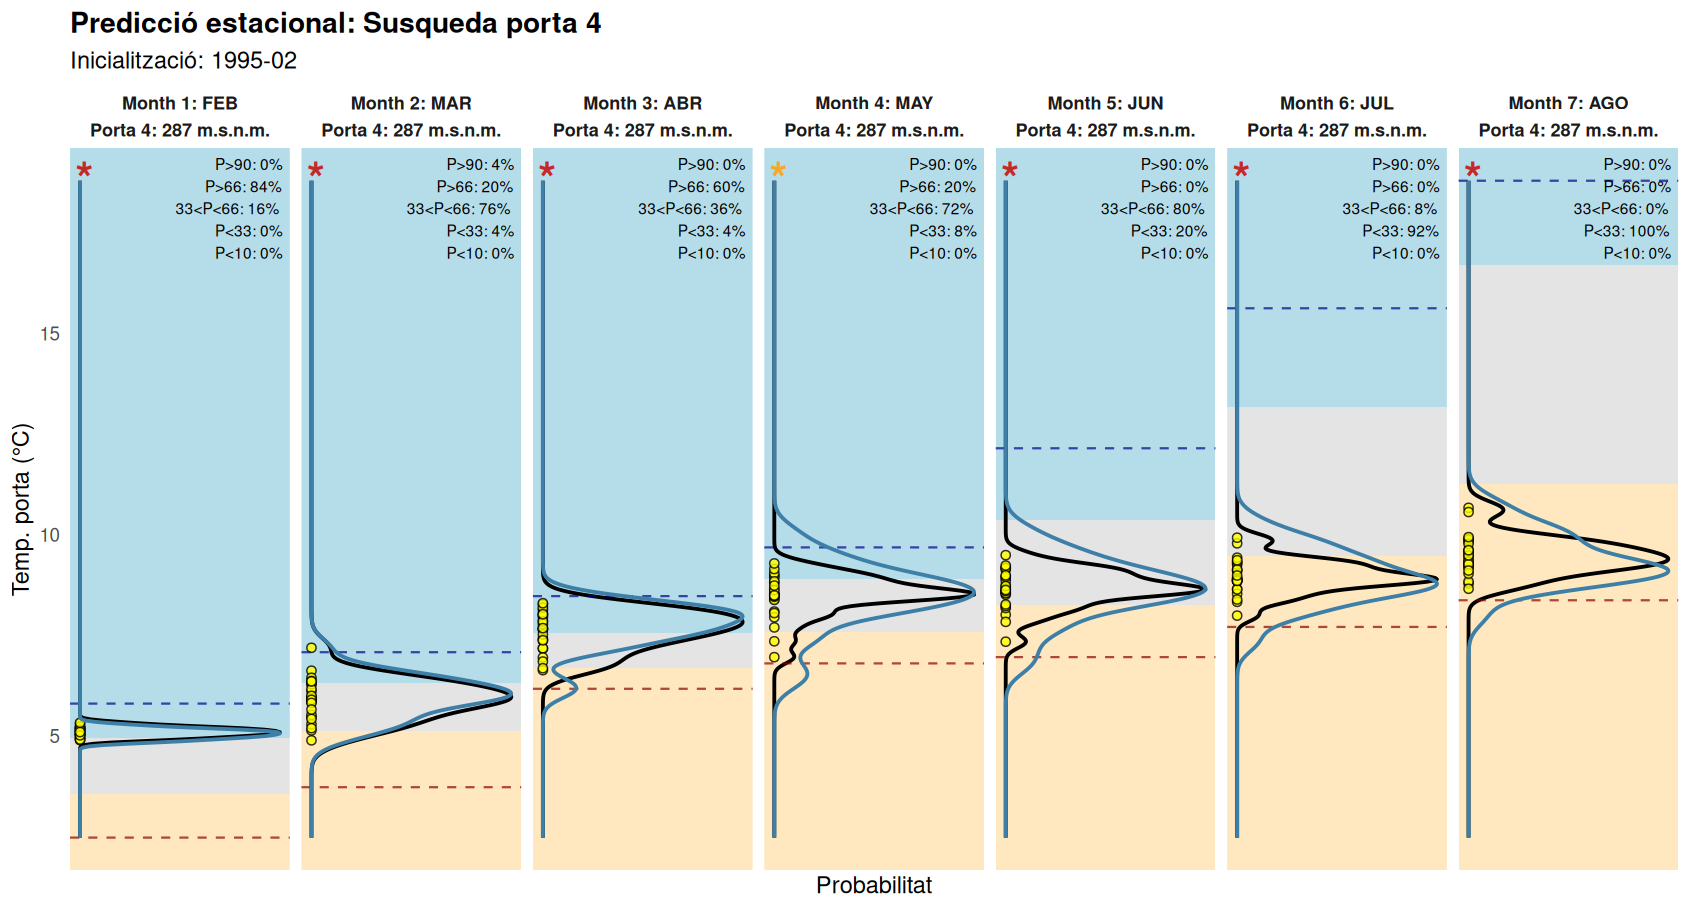 Predicció estacional: Susqueda porta 4
Inicialització: 1995-02
Month 1: FEB
Porta 4: 287 m.s.n.m.
Month 2: MAR
Porta 4: 287 m.s.n.m.
Month 3: ABR
Porta 4: 287 m.s.n.m.
Month 4: MAY
Porta 4: 287 m.s.n.m.
Month 5: JUN
Porta 4: 287 m.s.n.m.
Month 6: JUL
Porta 4: 287 m.s.n.m.
Month 7: AGO
Porta 4: 287 m.s.n.m.
*
P>90: 0%
P>66: 84%
33<P<66: 16%
P<33: 0%
P<10: 0%
*
P>90: 4%
P>66: 20%
33<P<66: 76%
P<33: 4%
P<10: 0%
*
P>90: 0%
P>66: 60%
33<P<66: 36%
P<33: 4%
P<10: 0%
*
P>90: 0%
P>66: 20%
33<P<66: 72%
P<33: 8%
P<10: 0%
*
P>90: 0%
P>66: 0%
33<P<66: 80%
P<33: 20%
P<10: 0%
*
P>90: 0%
P>66: 0%
33<P<66: 8%
P<33: 92%
P<10: 0%
*
P>90: 0%
P>66: 0%
33<P<66: 0%
P<33: 100%
P<10: 0%
15
10
5
Temp. porta (°C)
Probabilitat